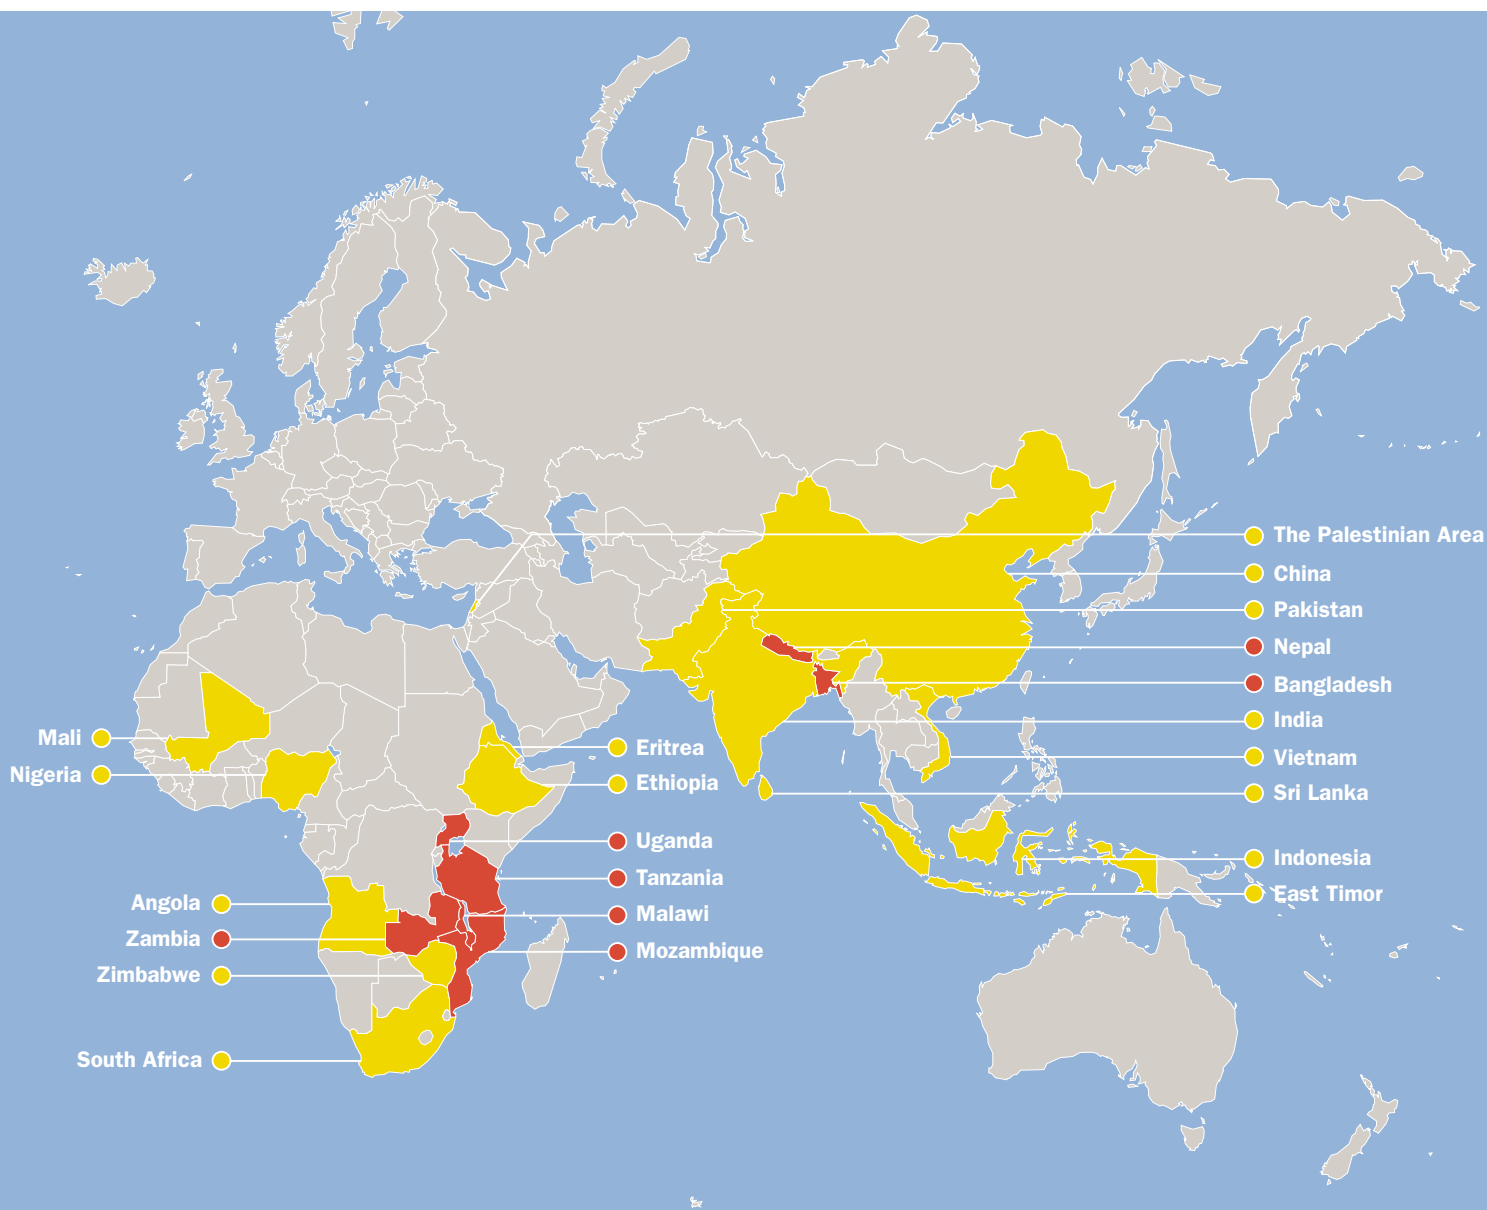 The Palestinian Area
China
Pakistan
Nepal
Bangladesh
India
Vietnam
Sri Lanka
Indonesia
East Timor
Mali
Nigeria
Eritrea
Ethiopia
Uganda
Tanzania
Malawi
Mozambique
Angola
Zambia
Zimbabwe
South Africa